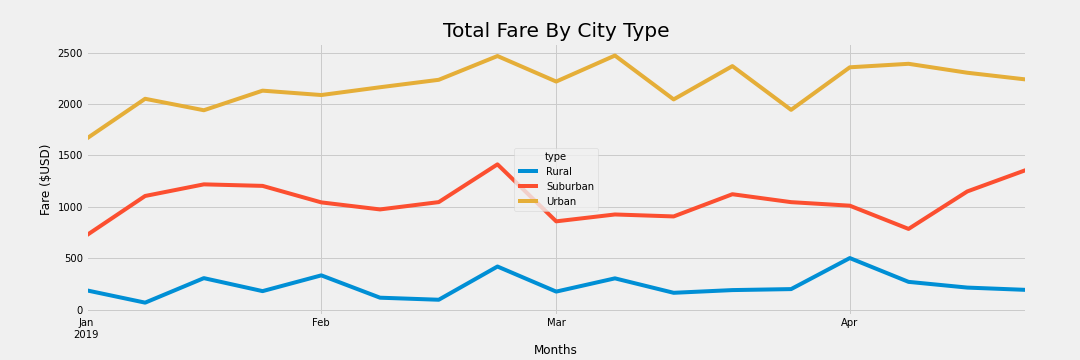 Total Fare By City Type
Fare ($USD)
2500
2000
1500
1000
500
0
type
Rural
Suburban
Urban
Jan
2019
Feb
Mar
Apr
Months